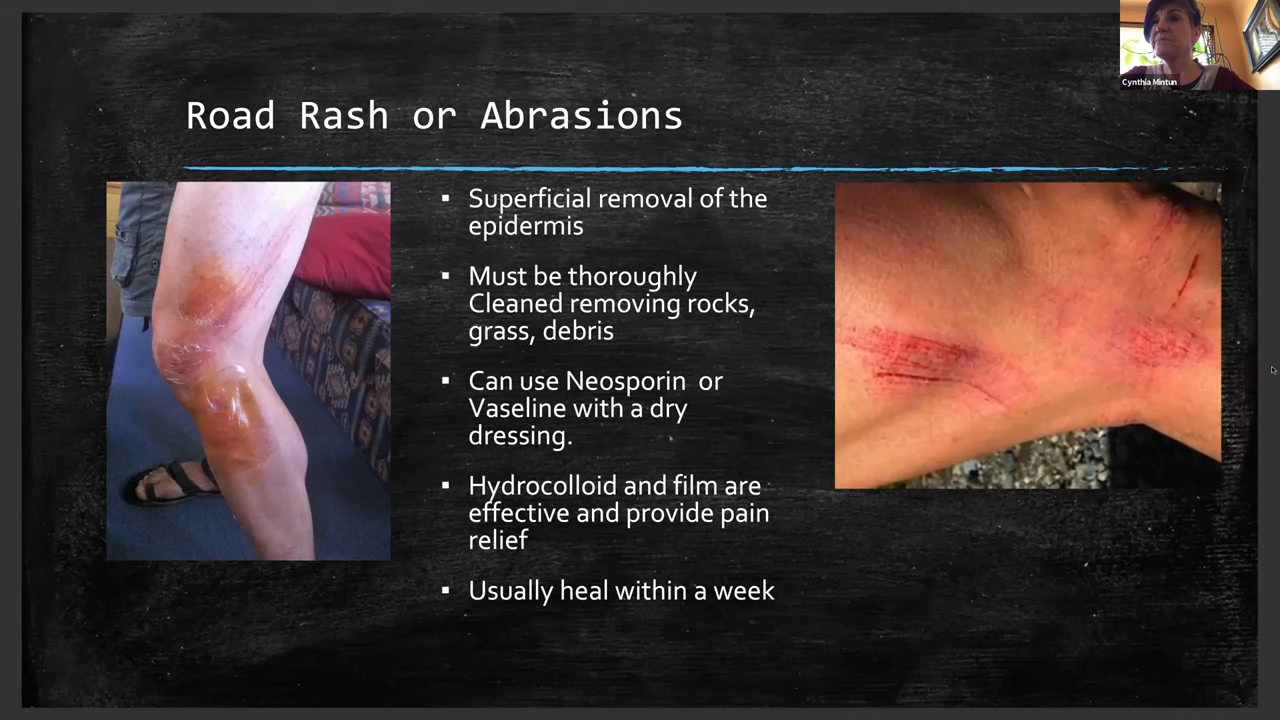 Cynthia Mintun
Road Rash or Abrasions
▪ Superficial removal of the
epidermis
▪ Must be thoroughly
Cleaned removing rocks,
grass, debris
▪ Can use Neosporin or
Vaseline with a dry
dressing.
▪ Hydrocolloid and film are
effective and provide pain
relief
▪ Usually heal within a week